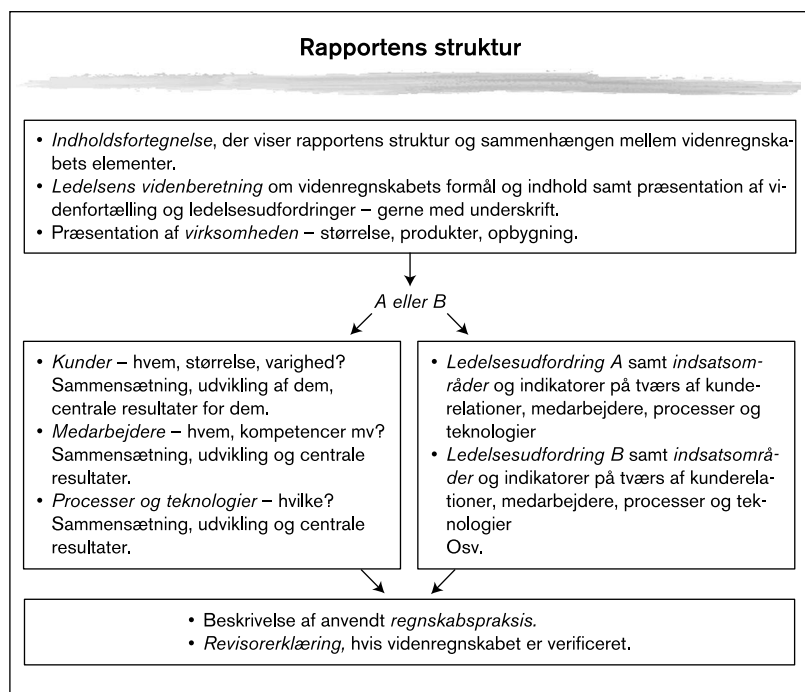 Rapportens struktur
• Indholdsfortegnelse, der viser rapportens struktur og sammenhængen mellem videnregnska-
bets elementer.
• Ledelsens videnberetning om videnregnskabets formål og indhold samt præsentation af vi-
denfortælling og ledelsesudfordringer – gerne med underskrift.
• Præsentation af virksomheden – størrelse, produkter, opbygning.
A eller B
• Kunder – hvem, størrelse, varighed?
Sammensætning, udvikling af dem,
centrale resultater for dem.
• Medarbejdere – hvem, kompetencer mv?
Sammensætning, udvikling og centrale
resultater.
• Processer og teknologier – hvilke?
Sammensætning, udvikling og centrale
resultater.
• Ledelsesudfordring A samt indsatsom-
råder og indikatorer på tværs af kunde-
relationer, medarbejdere, processer og
teknologier
• Ledelsesudfordring B samt indsatsområ-
der og indikatorer på tværs af kunderela-
tioner, medarbejdere, processer og tek-
nologier
Osv.
• Beskrivelse af anvendt regnskabspraksis.
• Revisorerklæring, hvis videnregnskabet er verificeret.